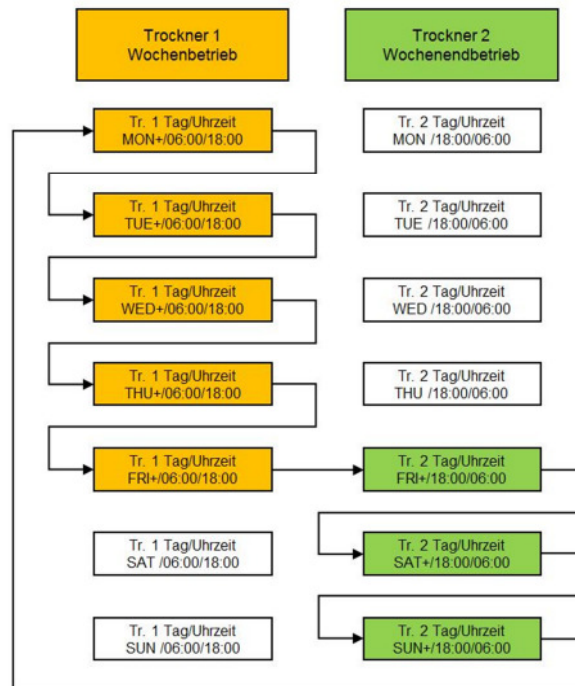 Trockner 1
Wochenbetrieb
Trockner 2
Wochenendbetrieb
Tr. 1 Tag/Uhrzeit
MON+/06:00/18:00
Tr. 2 Tag/Uhrzeit
MON /18:00/06:00
Tr. 1 Tag/Uhrzeit
TUE+/06:00/18:00
Tr. 2 Tag/Uhrzeit
TUE /18:00/06:00
Tr. 1 Tag/Uhrzeit
WED+/06:00/18:00
Tr. 2 Tag/Uhrzeit
WED /18:00/06:00
Tr. 1 Tag/Uhrzeit
THU+/06:00/18:00
Tr. 2 Tag/Uhrzeit
THU /18:00/06:00
Tr. 1 Tag/Uhrzeit
FRI+/06:00/18:00
Tr. 2 Tag/Uhrzeit
FRI+/18:00/06:00
Tr. 1 Tag/Uhrzeit
SAT /06:00/18:00
Tr. 2 Tag/Uhrzeit
SAT+/18:00/06:00
Tr. 1 Tag/Uhrzeit
SUN /06:00/18:00
Tr. 2 Tag/Uhrzeit
SUN+/18:00/06:00